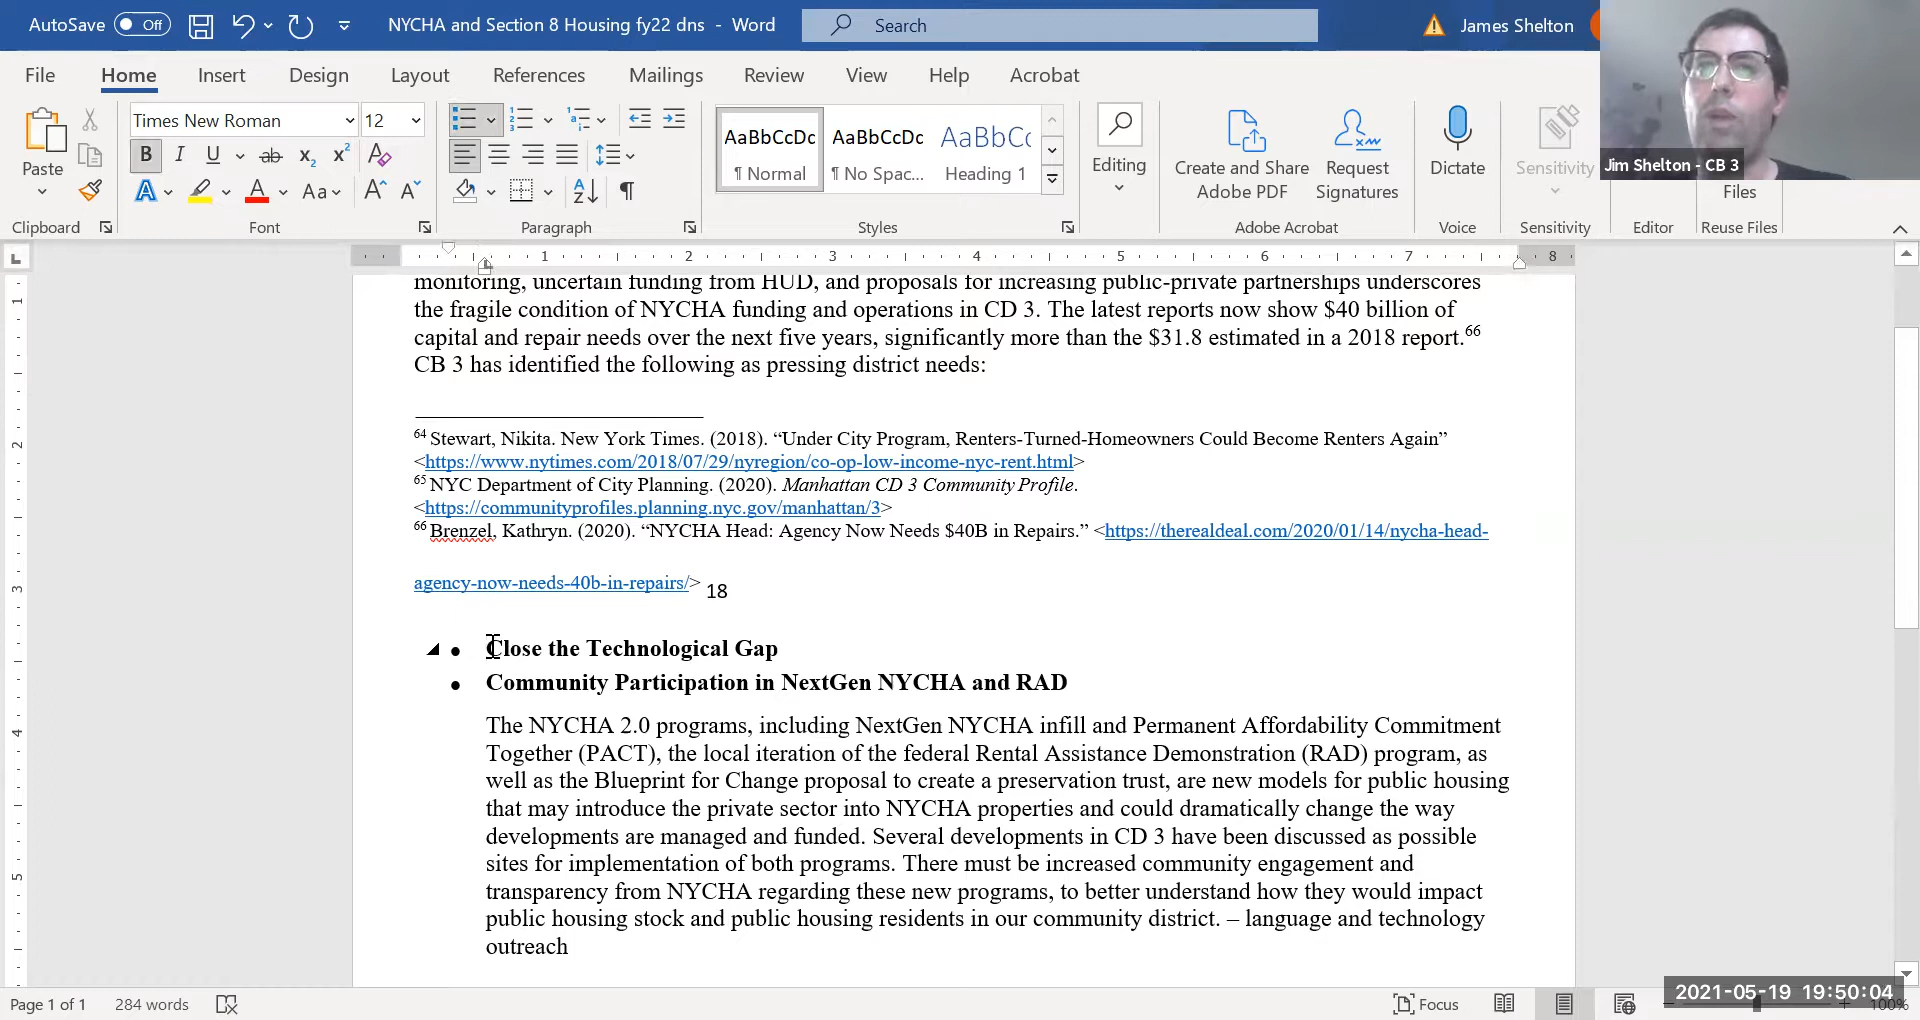 AutoSave Off NYCHA and Section 8 Housing fy22 dns - Word Search James Shelton
File Home Insert Design Layout References Mailings Review View Help Acrobat
Times New Roman 12 AaBbCcDc AaBbCcDc AaBbCc
Paste B I U ab x2 x2 ¶ Normal ¶ No Spac... Heading 1 Editing Create and Share Adobe PDF Request Signatures Dictate Sensitivity Files
A A Aa A A
Jim Shelton - CB 3
Clipboard Font Paragraph Styles Adobe Acrobat Voice Sensitivity Editor Reuse Files
1 2 3 4 5 6 7 8
monitoring, uncertain funding from HUD, and proposals for increasing public-private partnerships underscores
the fragile condition of NYCHA funding and operations in CD 3. The latest reports now show $40 billion of
capital and repair needs over the next five years, significantly more than the $31.8 estimated in a 2018 report.66
CB 3 has identified the following as pressing district needs:
64 Stewart, Nikita. New York Times. (2018). “Under City Program, Renters-Turned-Homeowners Could Become Renters Again”
<https://www.nytimes.com/2018/07/29/nyregion/co-op-low-income-nyc-rent.html>
65 NYC Department of City Planning. (2020). Manhattan CD 3 Community Profile.
<https://communityprofiles.planning.nyc.gov/manhattan/3>
66 Brenzel, Kathryn. (2020). “NYCHA Head: Agency Now Needs $40B in Repairs.” <https://therealdeal.com/2020/01/14/nycha-head-
agency-now-needs-40b-in-repairs/> 18
• Close the Technological Gap
• Community Participation in NextGen NYCHA and RAD
The NYCHA 2.0 programs, including NextGen NYCHA infill and Permanent Affordability Commitment
Together (PACT), the local iteration of the federal Rental Assistance Demonstration (RAD) program, as
well as the Blueprint for Change proposal to create a preservation trust, are new models for public housing
that may introduce the private sector into NYCHA properties and could dramatically change the way
developments are managed and funded. Several developments in CD 3 have been discussed as possible
sites for implementation of both programs. There must be increased community engagement and
transparency from NYCHA regarding these new programs, to better understand how they would impact
public housing stock and public housing residents in our community district. – language and technology
outreach
1
2
3
4
5
Page 1 of 1 284 words Focus 100%
2021-05-19 19:50:04